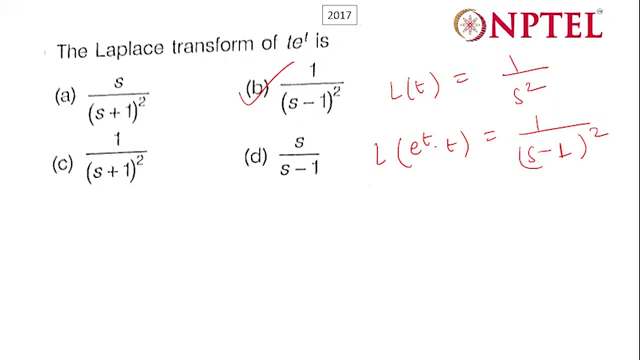 2017
NPTEL
The Laplace transform of te^t is
(a) s/(s + 1)^2
(b) 1/(s − 1)^2
(c) 1/(s + 1)^2
(d) s/(s − 1)
L(t) = 1/s^2
L(e^t · t) = 1/(s−1)^2